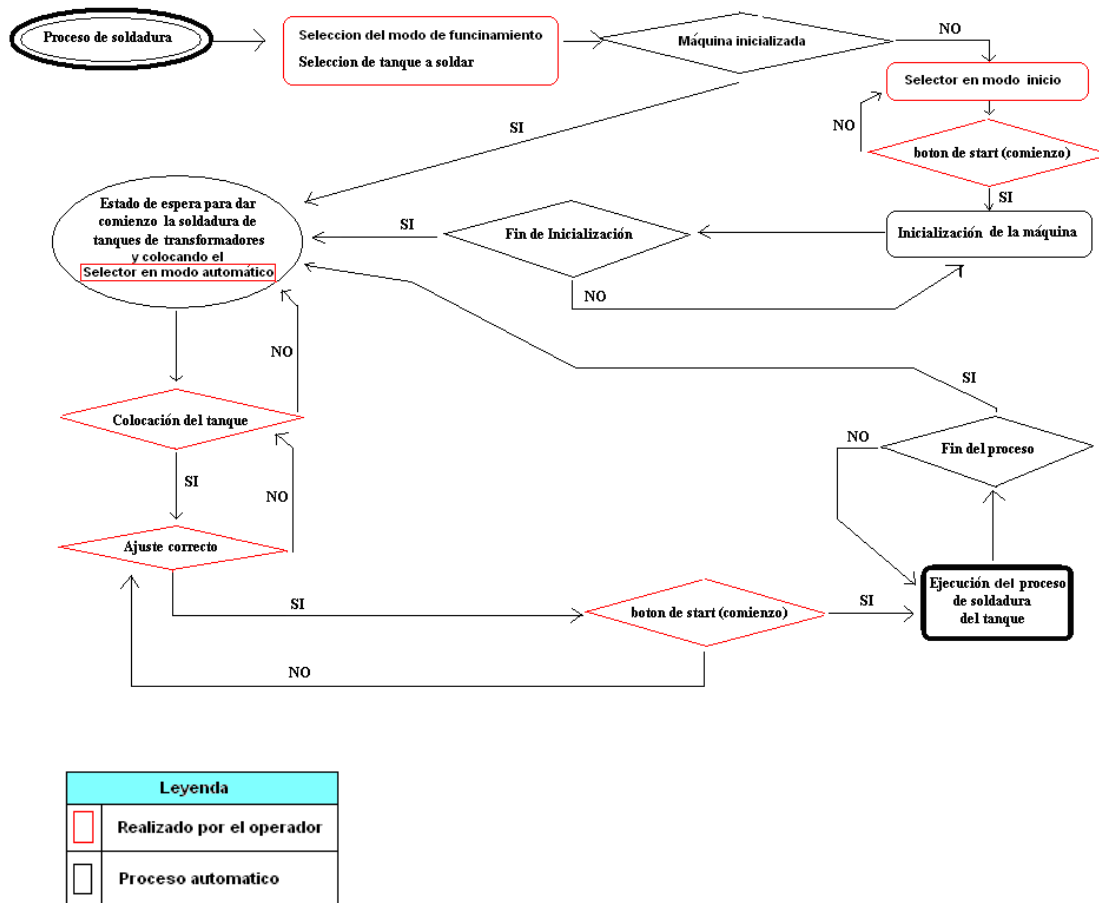 Proceso de soldadura
Seleccion del modo de funcinamiento
Seleccion de tanque a soldar
Máquina inicializada
NO
Selector en modo inicio
NO
boton de start (comienzo)
SI
SI
Inicialización de la máquina
Fin de Inicialización
SI
NO
Estado de espera para dar
comienzo la soldadura de
tanques de transformadores
y colocando el
Selector en modo automático
NO
Colocación del tanque
SI
NO
Ajuste correcto
SI
boton de start (comienzo)
NO
SI
Ejecución del proceso
de soldadura
del tanque
NO
Fin del proceso
SI
Leyenda
Realizado por el operador
Proceso automatico